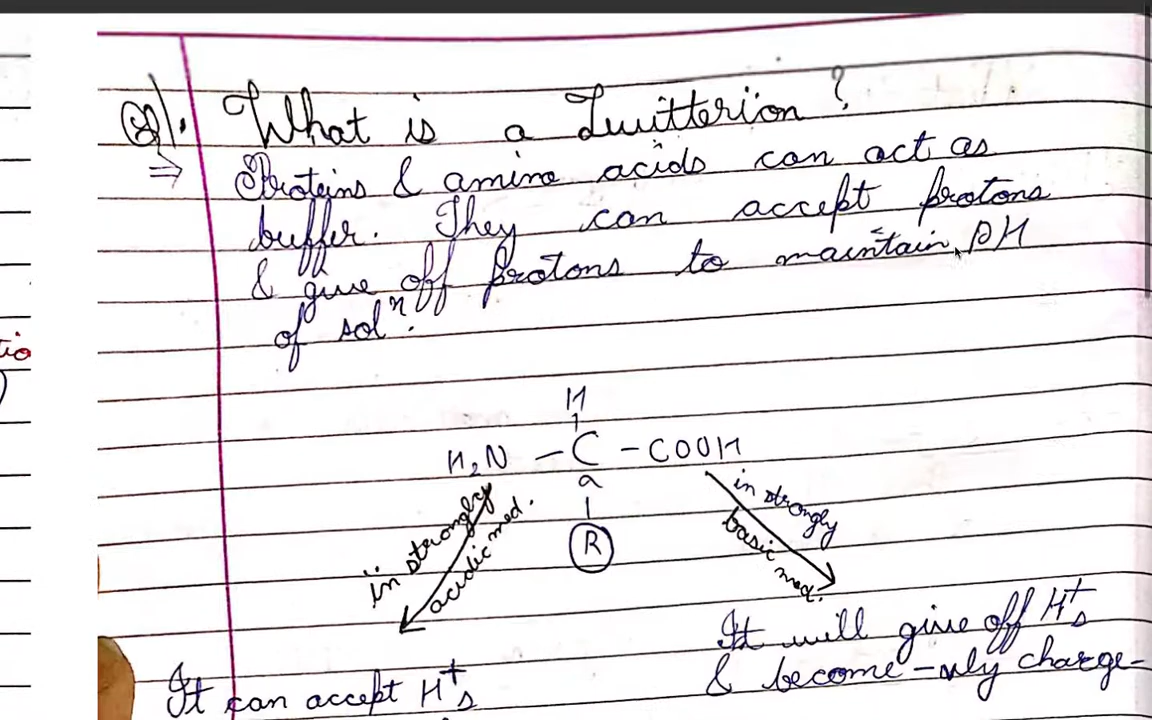 Q1. What is a Zwitterion?
⇒ Proteins & amino acids can act as
buffer. They can accept protons
& give off protons to maintain pH
of solⁿ.
tio
H
H₂N – C – COOH
a
R
in strongly
acidic med.
in strongly
basic med.
It will give off H⁺s
& become –vely charge-
It can accept H⁺s